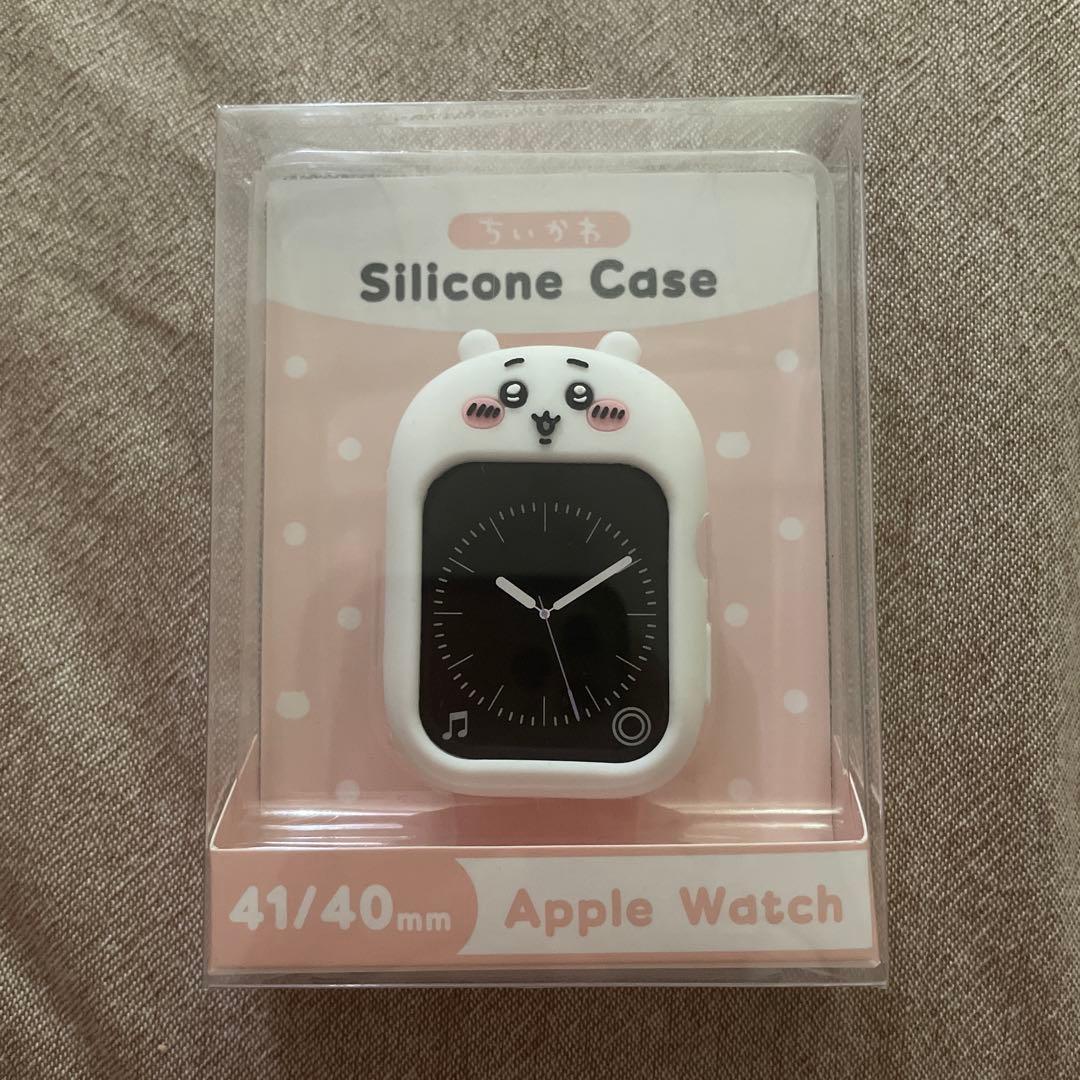 ちいかわ
Silicone Case
41/40mm
Apple Watch